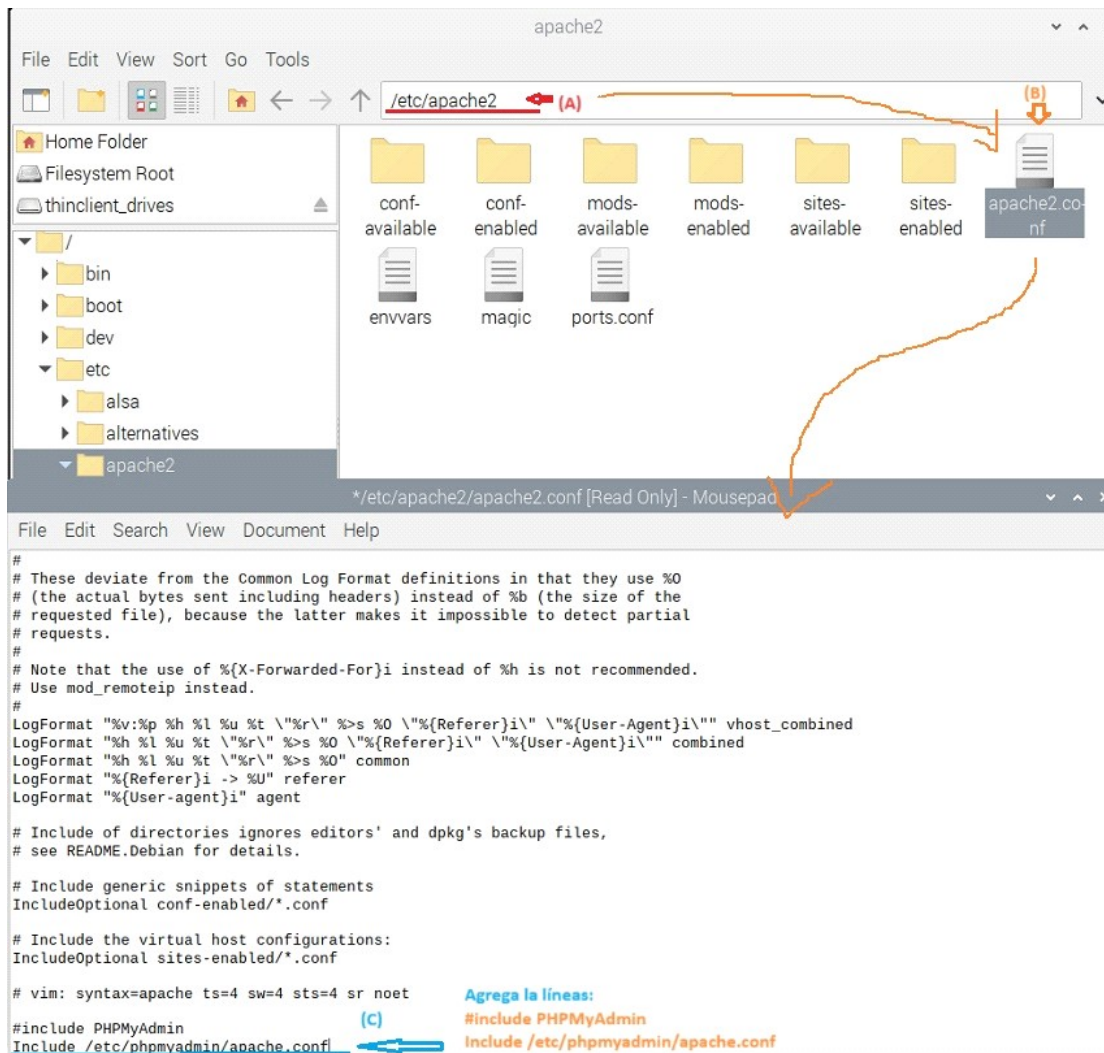 apache2
File Edit View Sort Go Tools
/etc/apache2 (A)
(B)
Home Folder
Filesystem Root
thinclient_drives
/
bin
boot
dev
etc
alsa
alternatives
apache2
conf-
available
conf-
enabled
mods-
available
mods-
enabled
sites-
available
sites-
enabled
apache2.co-
nf
envvars
magic
ports.conf
*/etc/apache2/apache2.conf [Read Only] - Mousepad
File Edit Search View Document Help
#
# These deviate from the Common Log Format definitions in that they use %O
# (the actual bytes sent including headers) instead of %b (the size of the
# requested file), because the latter makes it impossible to detect partial
# requests.
#
# Note that the use of %{X-Forwarded-For}i instead of %h is not recommended.
# Use mod_remoteip instead.
#
LogFormat "%v:%p %h %l %u %t \"%r\" %>s %O \"%{Referer}i\" \"%{User-Agent}i\"" vhost_combined
LogFormat "%h %l %u %t \"%r\" %>s %O \"%{Referer}i\" \"%{User-Agent}i\"" combined
LogFormat "%h %l %u %t \"%r\" %>s %O" common
LogFormat "%{Referer}i -> %U" referer
LogFormat "%{User-agent}i" agent
# Include of directories ignores editors' and dpkg's backup files,
# see README.Debian for details.
# Include generic snippets of statements
IncludeOptional conf-enabled/*.conf
# Include the virtual host configurations:
IncludeOptional sites-enabled/*.conf
# vim: syntax=apache ts=4 sw=4 sts=4 sr noet
#include PHPMyAdmin
Include /etc/phpmyadmin/apache.conf
(C)
Agrega la líneas:
#include PHPMyAdmin
Include /etc/phpmyadmin/apache.conf